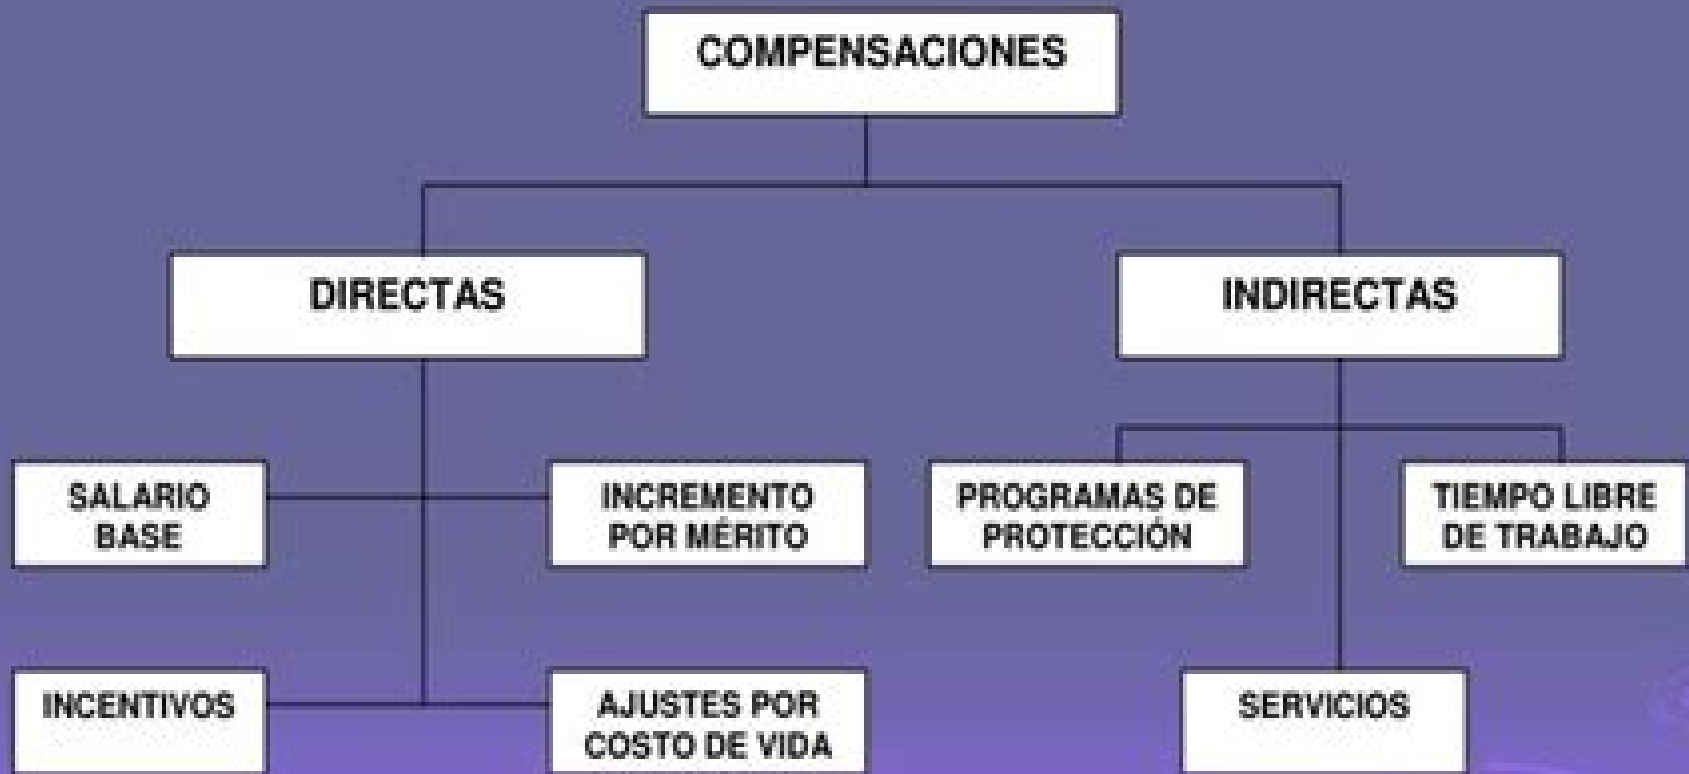 COMPENSACIONES
DIRECTAS
INDIRECTAS
SALARIO
BASE
INCREMENTO
POR MÉRITO
PROGRAMAS DE
PROTECCIÓN
TIEMPO LIBRE
DE TRABAJO
INCENTIVOS
AJUSTES POR
COSTO DE VIDA
SERVICIOS